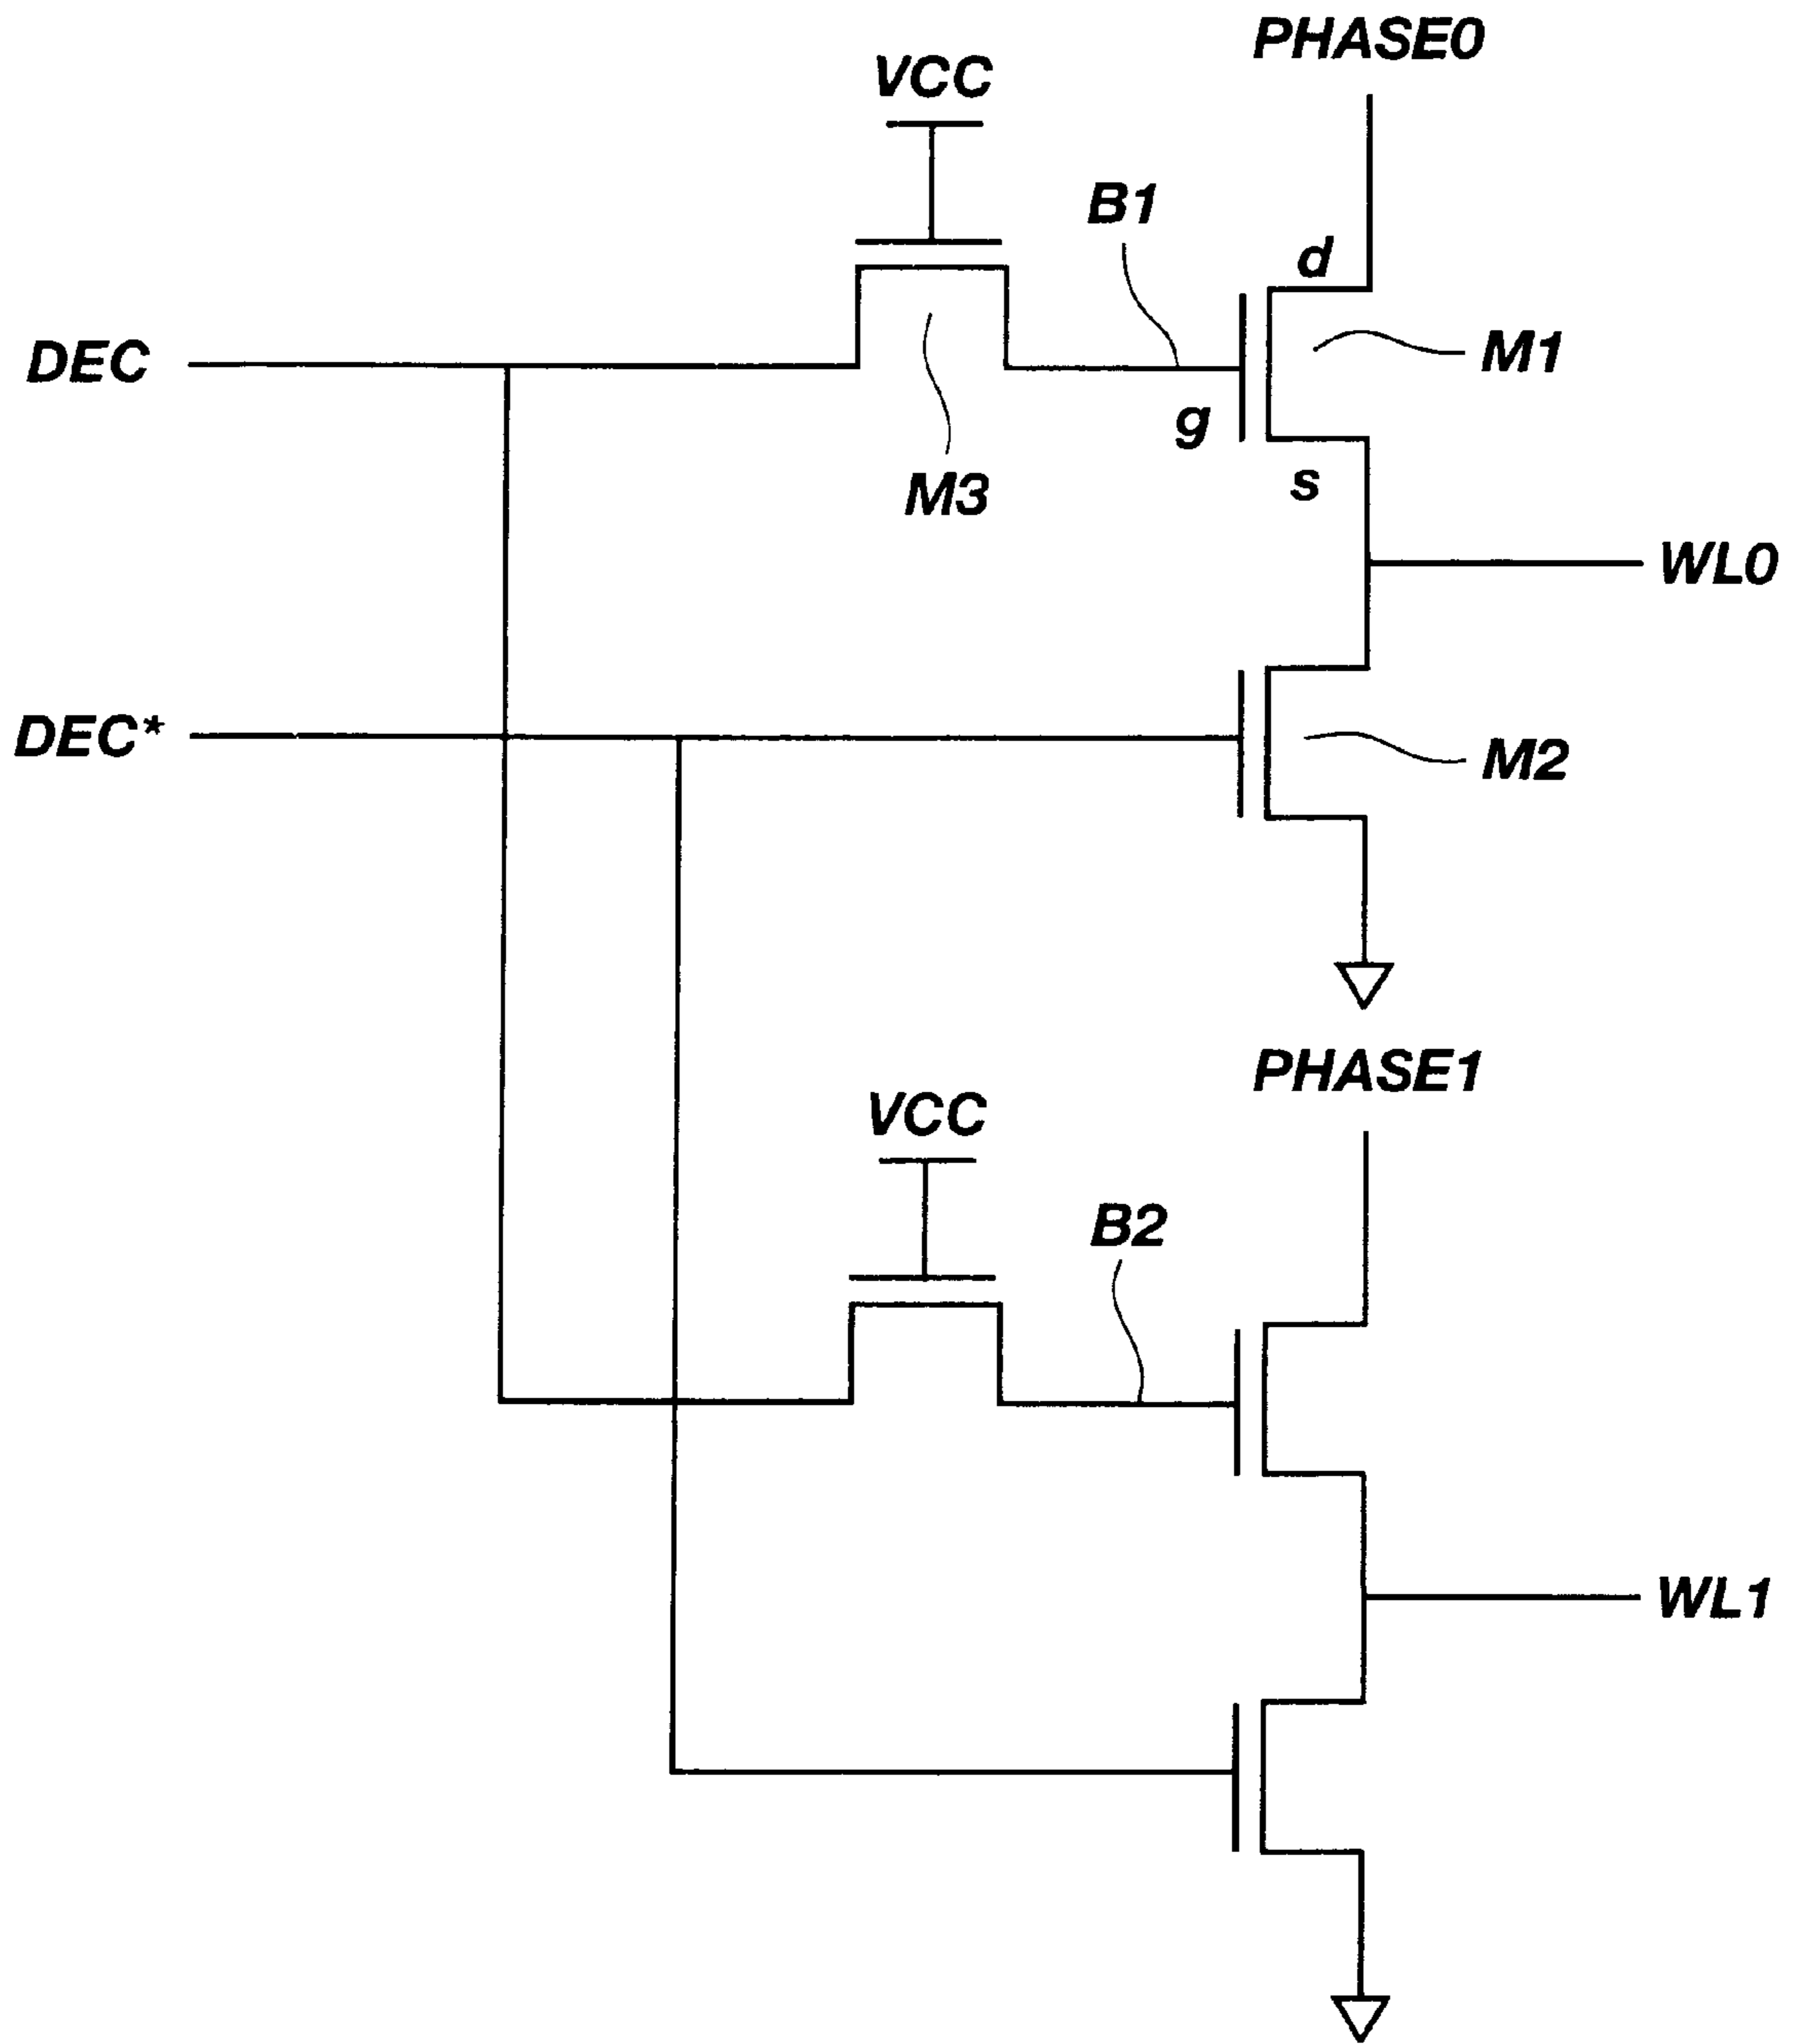 PHASE0
VCC
B1
d
DEC
M1
g
M3
s
WL0
DEC*
M2
PHASE1
VCC
B2
WL1